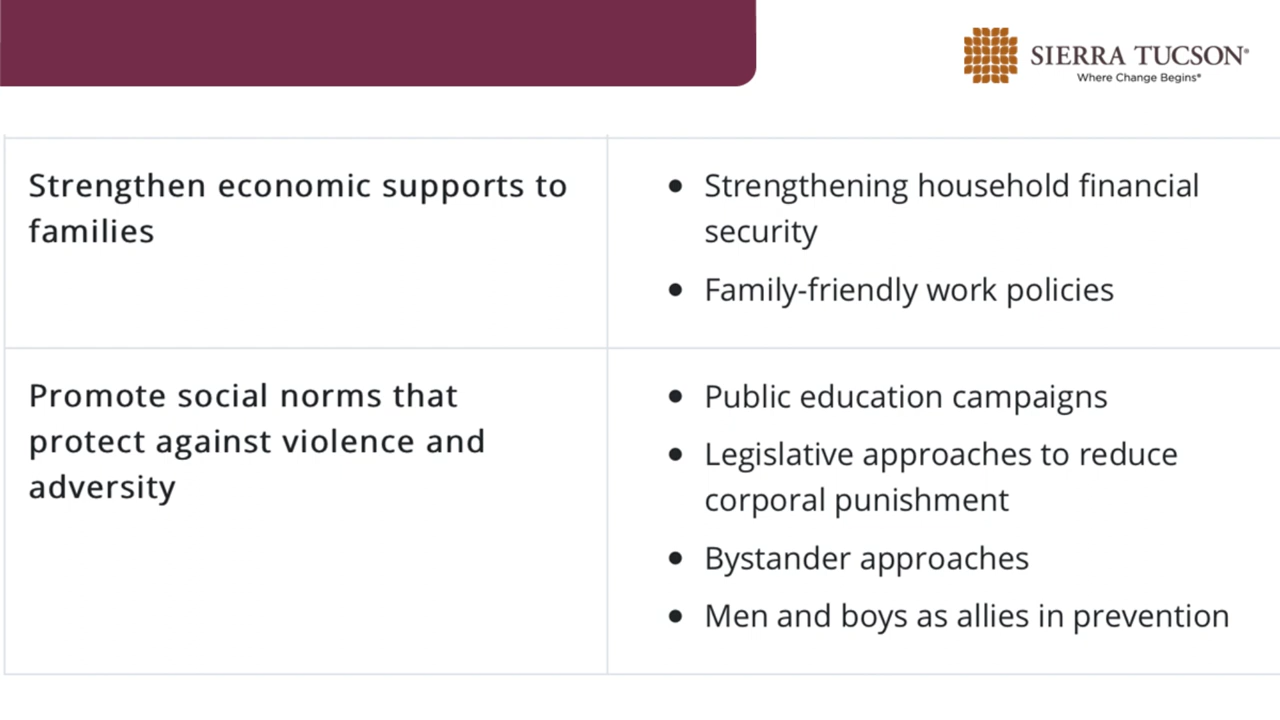 SIERRA TUCSON®
Where Change Begins®
Strengthen economic supports to
families
• Strengthening household financial
security
• Family-friendly work policies
Promote social norms that
protect against violence and
adversity
• Public education campaigns
• Legislative approaches to reduce
corporal punishment
• Bystander approaches
• Men and boys as allies in prevention